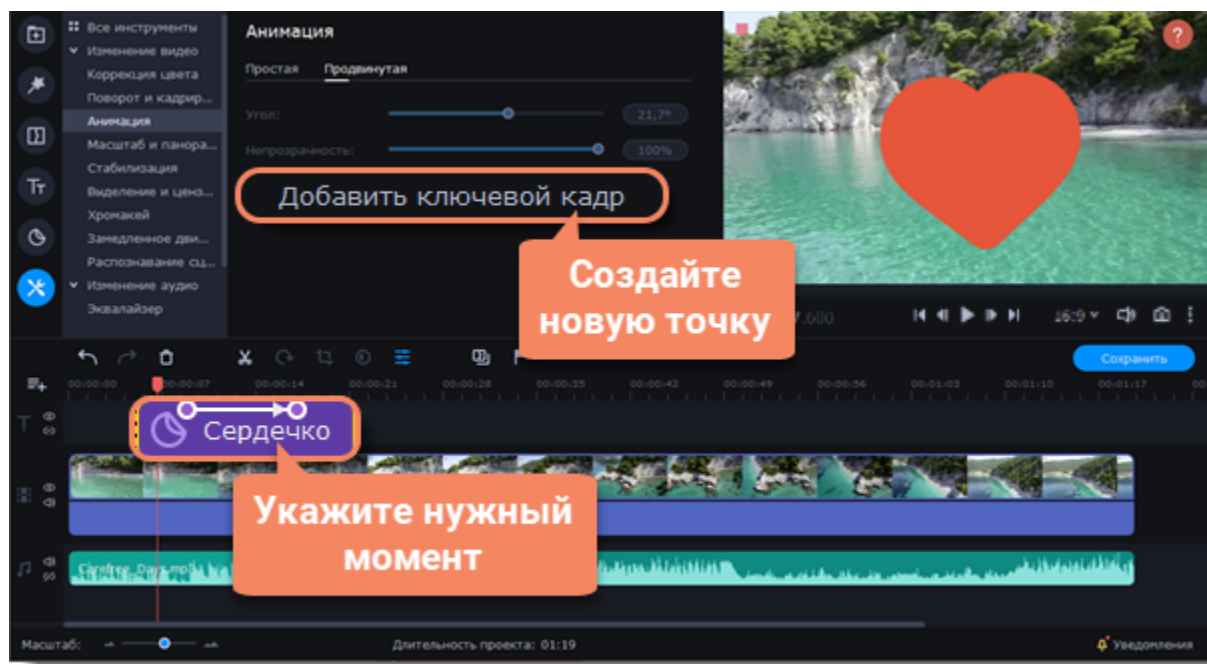 Все инструменты
Изменение видео
Коррекция цвета
Поворот и кадрир...
Анимация
Масштаб и панора...
Стабилизация
Выделение и ценз...
Хромакей
Замедленное дви...
Распознавание сц...
Изменение аудио
Эквалайзер
Анимация
Простая Продвинутая
Угол: 21,7°
Непрозрачность: 100%
Добавить ключевой кадр
Создайте
новую точку
?
16:9
Сохранить
00:00:00 00:00:07 00:00:14 00:00:21 00:00:28 00:00:35 00:00:42 00:00:49 00:00:56 00:01:03 00:01:10 00:01:17
Сердечко
Укажите нужный
момент
Carefree_Days.mp3
Масштаб: Длительность проекта: 01:19 Уведомления